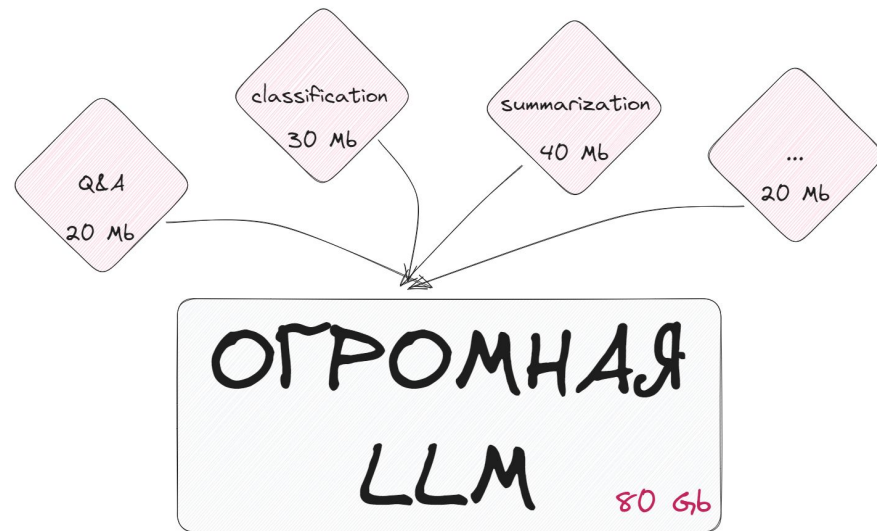 classification
30 Mb
summarization
40 Mb
Q&A
20 Mb
...
20 Mb
ОГРОМНАЯ
LLM
80 Gb